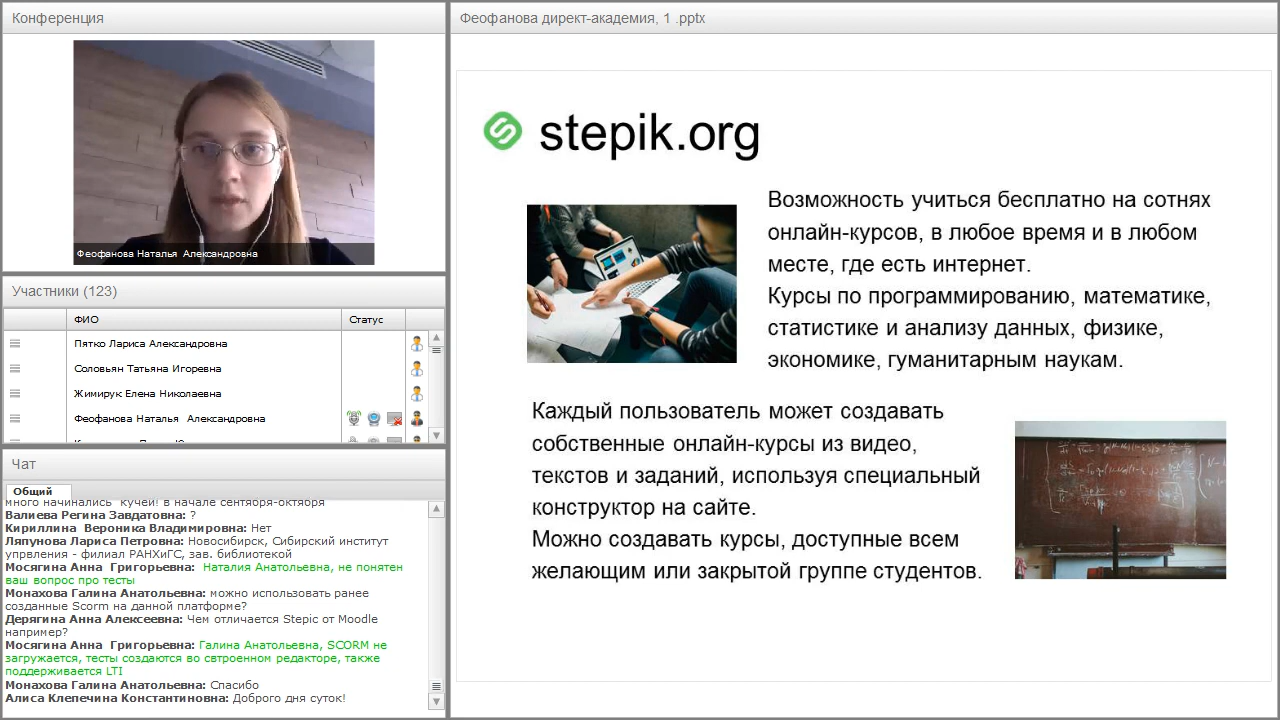 Конференция
Феофанова Наталья  Александровна
Участники (123)
ФИО
Статус
Пятко Лариса Александровна
Соловьян Татьяна Игоревна
Жимирук Елена Николаевна
Феофанова Наталья  Александровна
Чат
Общий
много начинались "кучей! в начале сентября-октября
Валиева Регина Завдатовна: ?
Кириллина  Вероника Владимировна: Нет
Ляпунова Лариса Петровна: Новосибирск, Сибирский институт
упрвления - филиал РАНХиГС, зав. библиотекой
Мосягина Анна  Григорьевна:  Наталия Анатольевна, не понятен
ваш вопрос про тесты
Монахова Галина Анатольевна: можно использовать ранее
созданные Scorm на данной платформе?
Дерягина Анна Алексеевна: Чем отличается Stepic от Moodle
например?
Мосягина Анна  Григорьевна: Галина Анатольевна, SCORM не
загружается, тесты создаются во свтроенном редакторе, также
поддерживается LTI
Монахова Галина Анатольевна: Спасибо
Алиса Клепечина Константиновна: Доброго дня суток!
Феофанова директ-академия, 1 .pptx
stepik.org
Возможность учиться бесплатно на сотнях
онлайн-курсов, в любое время и в любом
месте, где есть интернет.
Курсы по программированию, математике,
статистике и анализу данных, физике,
экономике, гуманитарным наукам.
Каждый пользователь может создавать
собственные онлайн-курсы из видео,
текстов и заданий, используя специальный
конструктор на сайте.
Можно создавать курсы, доступные всем
желающим или закрытой группе студентов.